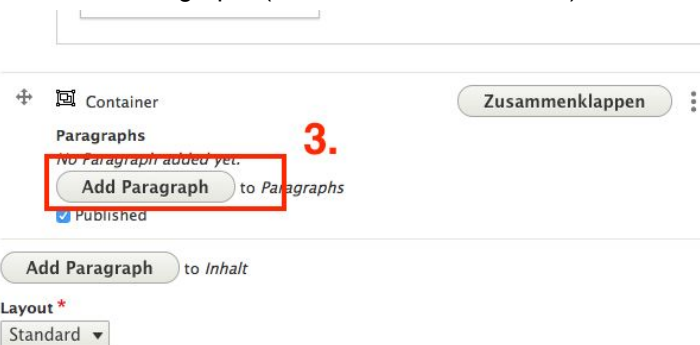 Container
Zusammenklappen
Paragraphs
3.
No Paragraph added yet.
Add Paragraph to Paragraphs
Published
Add Paragraph to Inhalt
Layout *
Standard